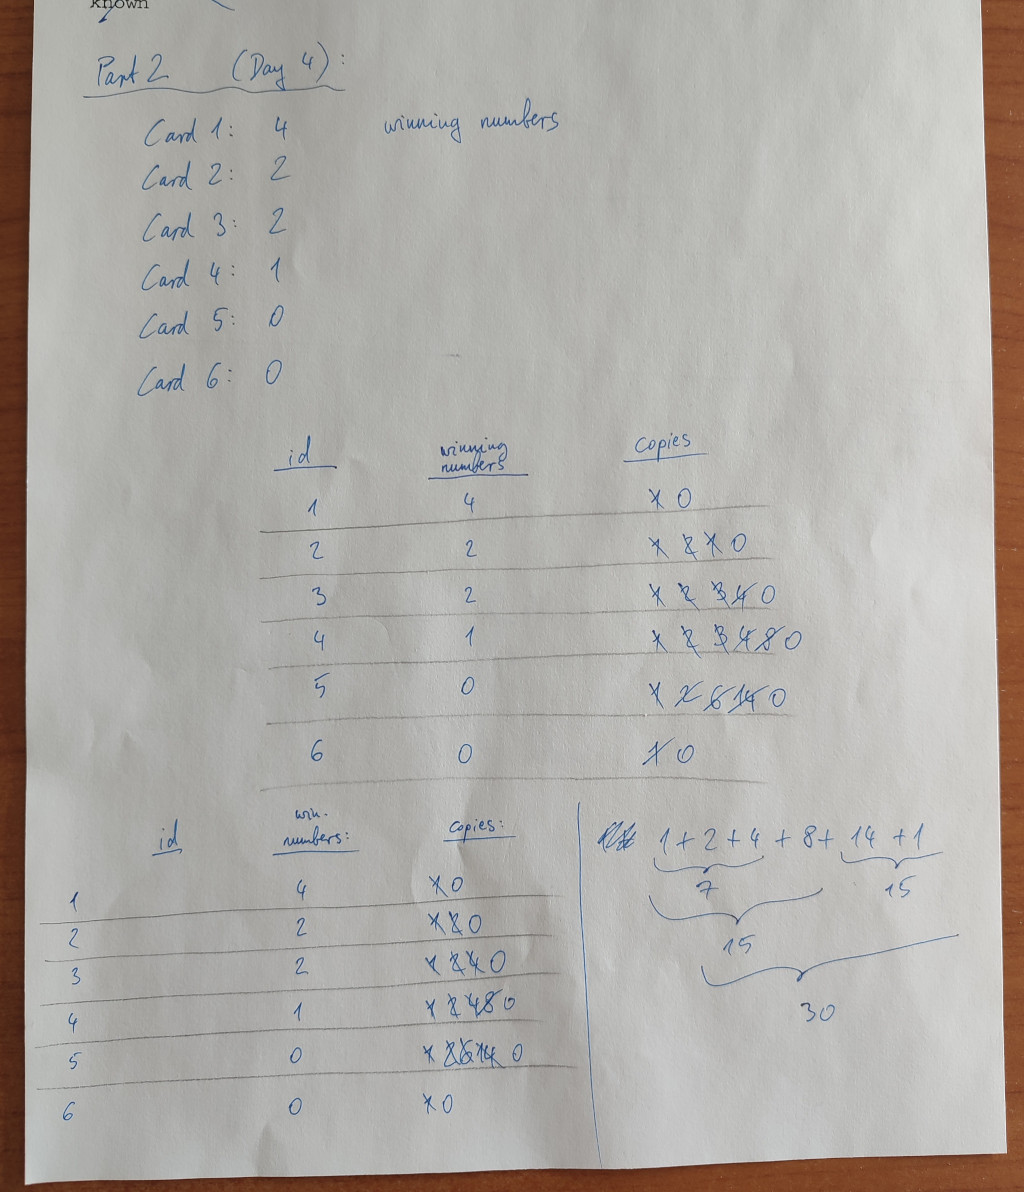 known
Part 2 (Day 4):
Card 1: 4 winning numbers
Card 2: 2
Card 3: 2
Card 4: 1
Card 5: 0
Card 6: 0
id winning numbers copies
1 4 1 0
2 2 1 2 1 0
3 2 1 2 3 4 0
4 1 1 2 3 4 8 0
5 0 1 2 6 14 0
6 0 1 0
id win. numbers: copies:
1 4 1 0
2 2 1 2 0
3 2 1 2 4 0
4 1 1 2 4 8 0
5 0 1 2 6 14 0
6 0 1 0
1 + 2 + 4 + 8 + 14 + 1
7 15
15
30